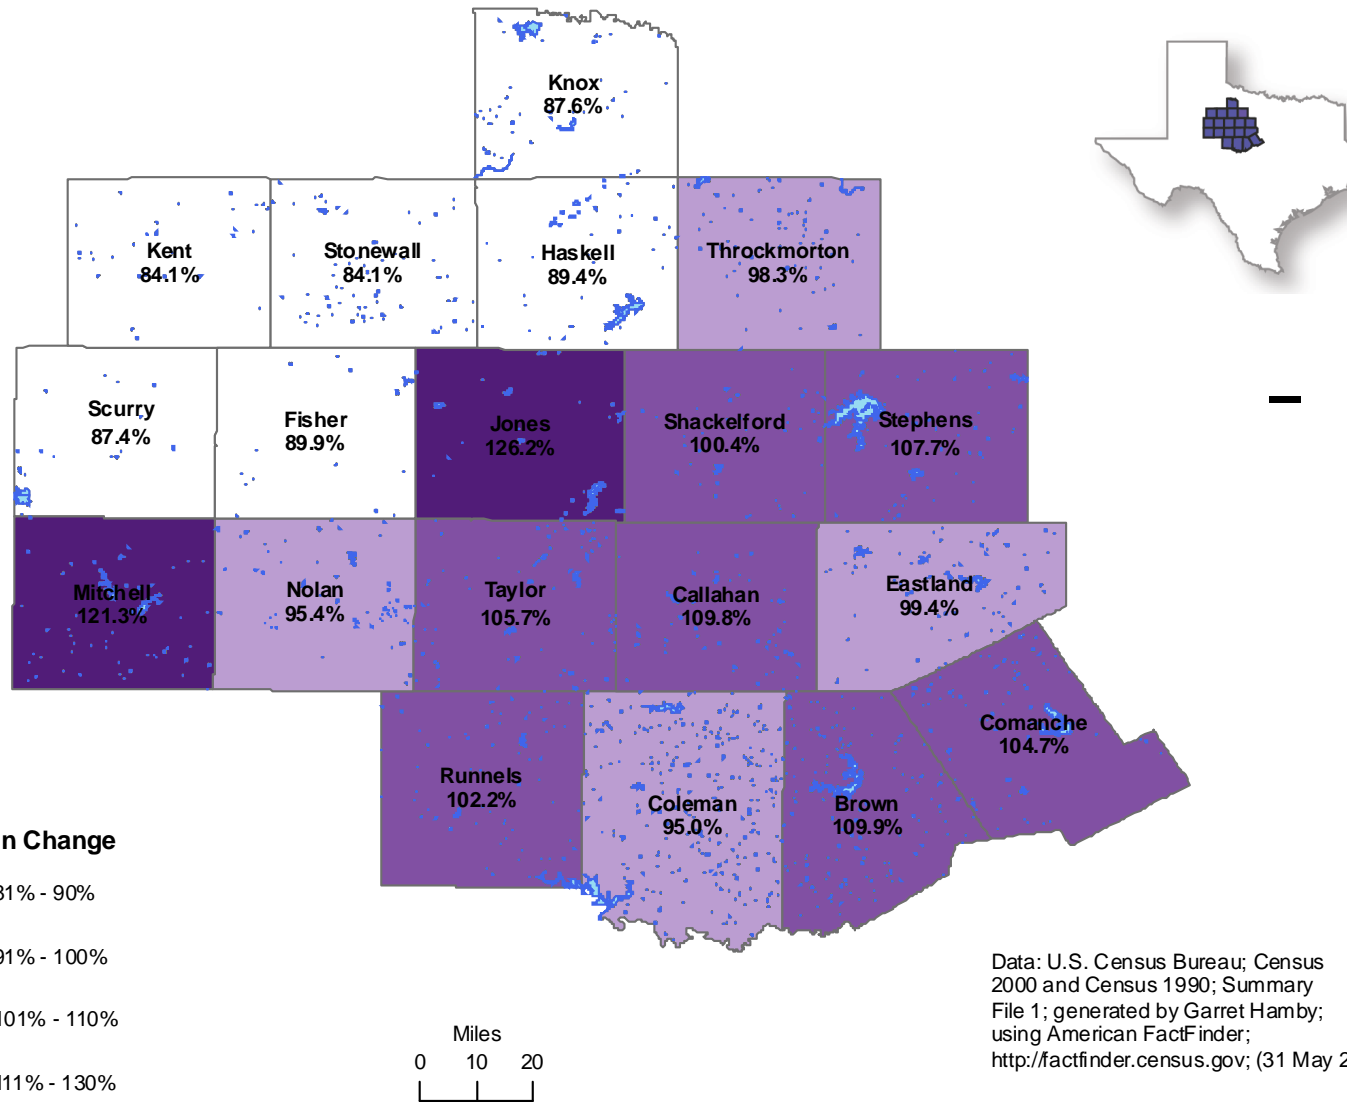 Knox
87.6%
Kent
84.1%
Stonewall
84.1%
Haskell
89.4%
Throckmorton
98.3%
Scurry
87.4%
Fisher
89.9%
Jones
126.2%
Shackelford
100.4%
Stephens
107.7%
Mitchell
121.3%
Nolan
95.4%
Taylor
105.7%
Callahan
109.8%
Eastland
99.4%
Runnels
102.2%
Coleman
95.0%
Brown
109.9%
Comanche
104.7%
n Change
81% - 90%
91% - 100%
101% - 110%
111% - 130%
Miles
0 10 20
Data: U.S. Census Bureau; Census
2000 and Census 1990; Summary
File 1; generated by Garret Hamby;
using American FactFinder;
http://factfinder.census.gov; (31 May 2